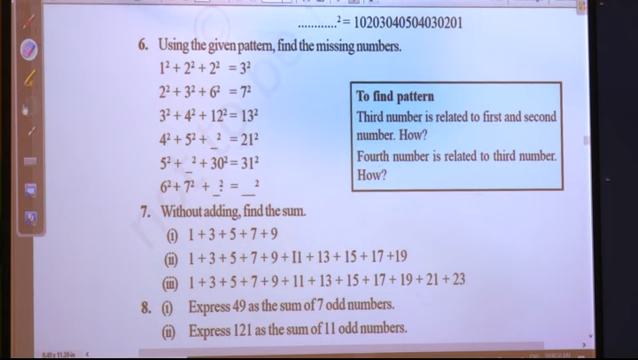 ............² = 10203040504030201
6. Using the given pattern, find the missing numbers.
1² + 2² + 2² = 3²
2² + 3² + 6² = 7²
3² + 4² + 12² = 13²
4² + 5² + _² = 21²
5² + _² + 30² = 31²
6² + 7² + _² = __²
To find pattern
Third number is related to first and second
number. How?
Fourth number is related to third number.
How?
7. Without adding, find the sum.
(i) 1 + 3 + 5 + 7 + 9
(ii) 1 + 3 + 5 + 7 + 9 + I1 + 13 + 15 + 17 +19
(iii) 1 + 3 + 5 + 7 + 9 + 11 + 13 + 15 + 17 + 19 + 21 + 23
8. (i) Express 49 as the sum of 7 odd numbers.
(ii) Express 121 as the sum of 11 odd numbers.